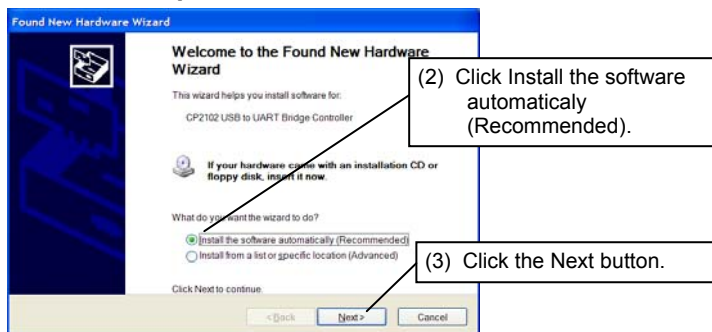 Found New Hardware Wizard
Welcome to the Found New Hardware
Wizard
This wizard helps you install software for:
CP2102 USB to UART Bridge Controller
If your hardware came with an installation CD or
floppy disk, insert it now.
What do you want the wizard to do?
Install the software automatically (Recommended)
Install from a list or specific location (Advanced)
Click Next to continue.
< Back
Next >
Cancel
(2) Click Install the software
automaticaly
(Recommended).
(3) Click the Next button.